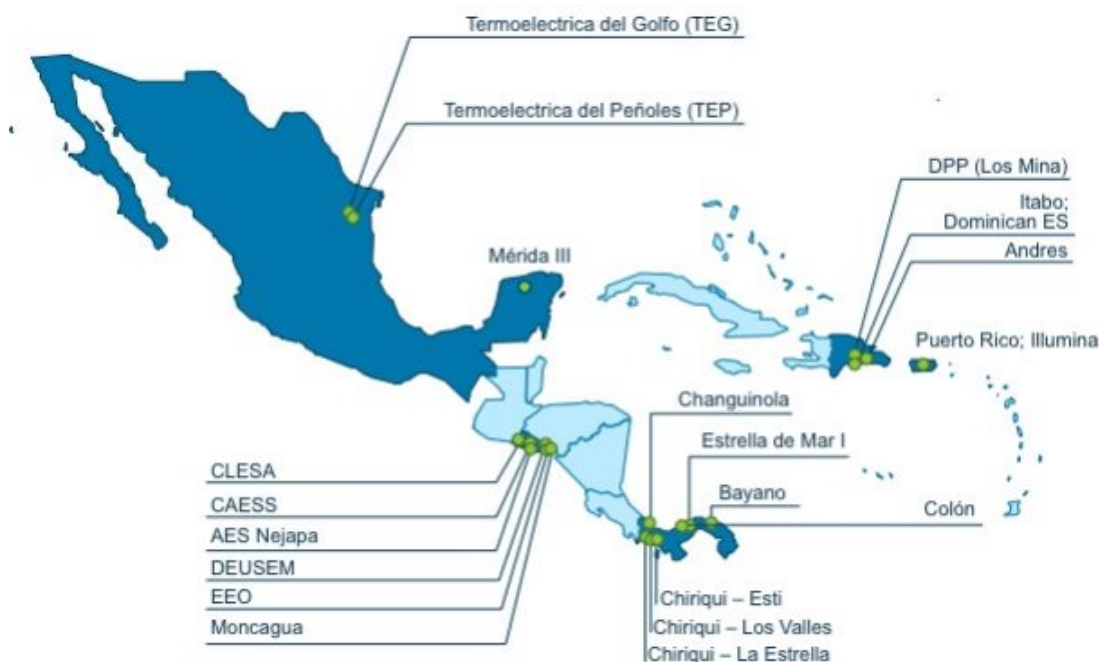 Termoelectrica del Golfo (TEG)
Termoelectrica del Peñoles (TEP)
DPP (Los Mina)
Itabo;
Dominican ES
Andres
Mérida III
Puerto Rico; Illumina
Changuinola
Estrella de Mar I
Bayano
Colón
CLESA
CAESS
AES Nejapa
DEUSEM
EEO
Moncagua
Chiriqui – Esti
Chiriqui – Los Valles
Chiriqui – La Estrella